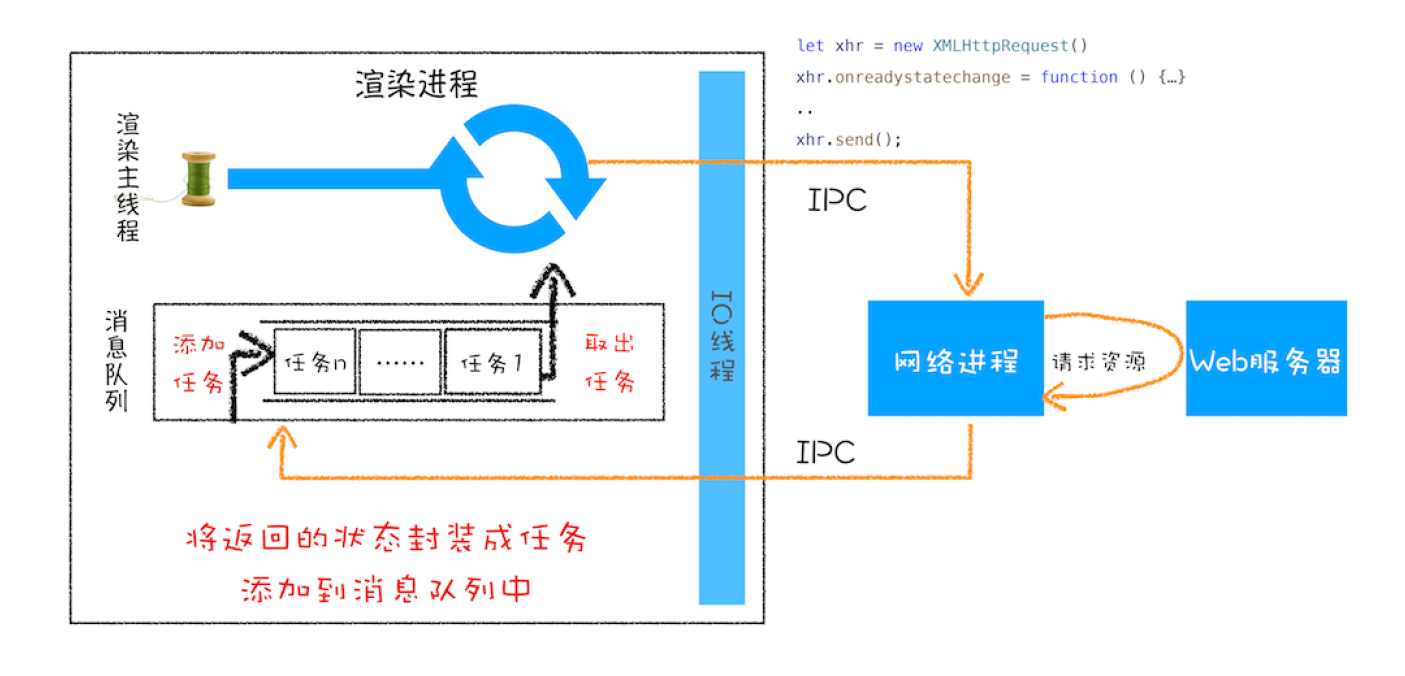 let xhr = new XMLHttpRequest()
xhr.onreadystatechange = function () {…}
..
xhr.send();
渲染进程
渲染主线程
IPC
IO线程
消息队列
添加
任务
任务n
……
任务1
取出
任务
网络进程
请求资源
Web服务器
IPC
将返回的状态封装成任务
添加到消息队列中